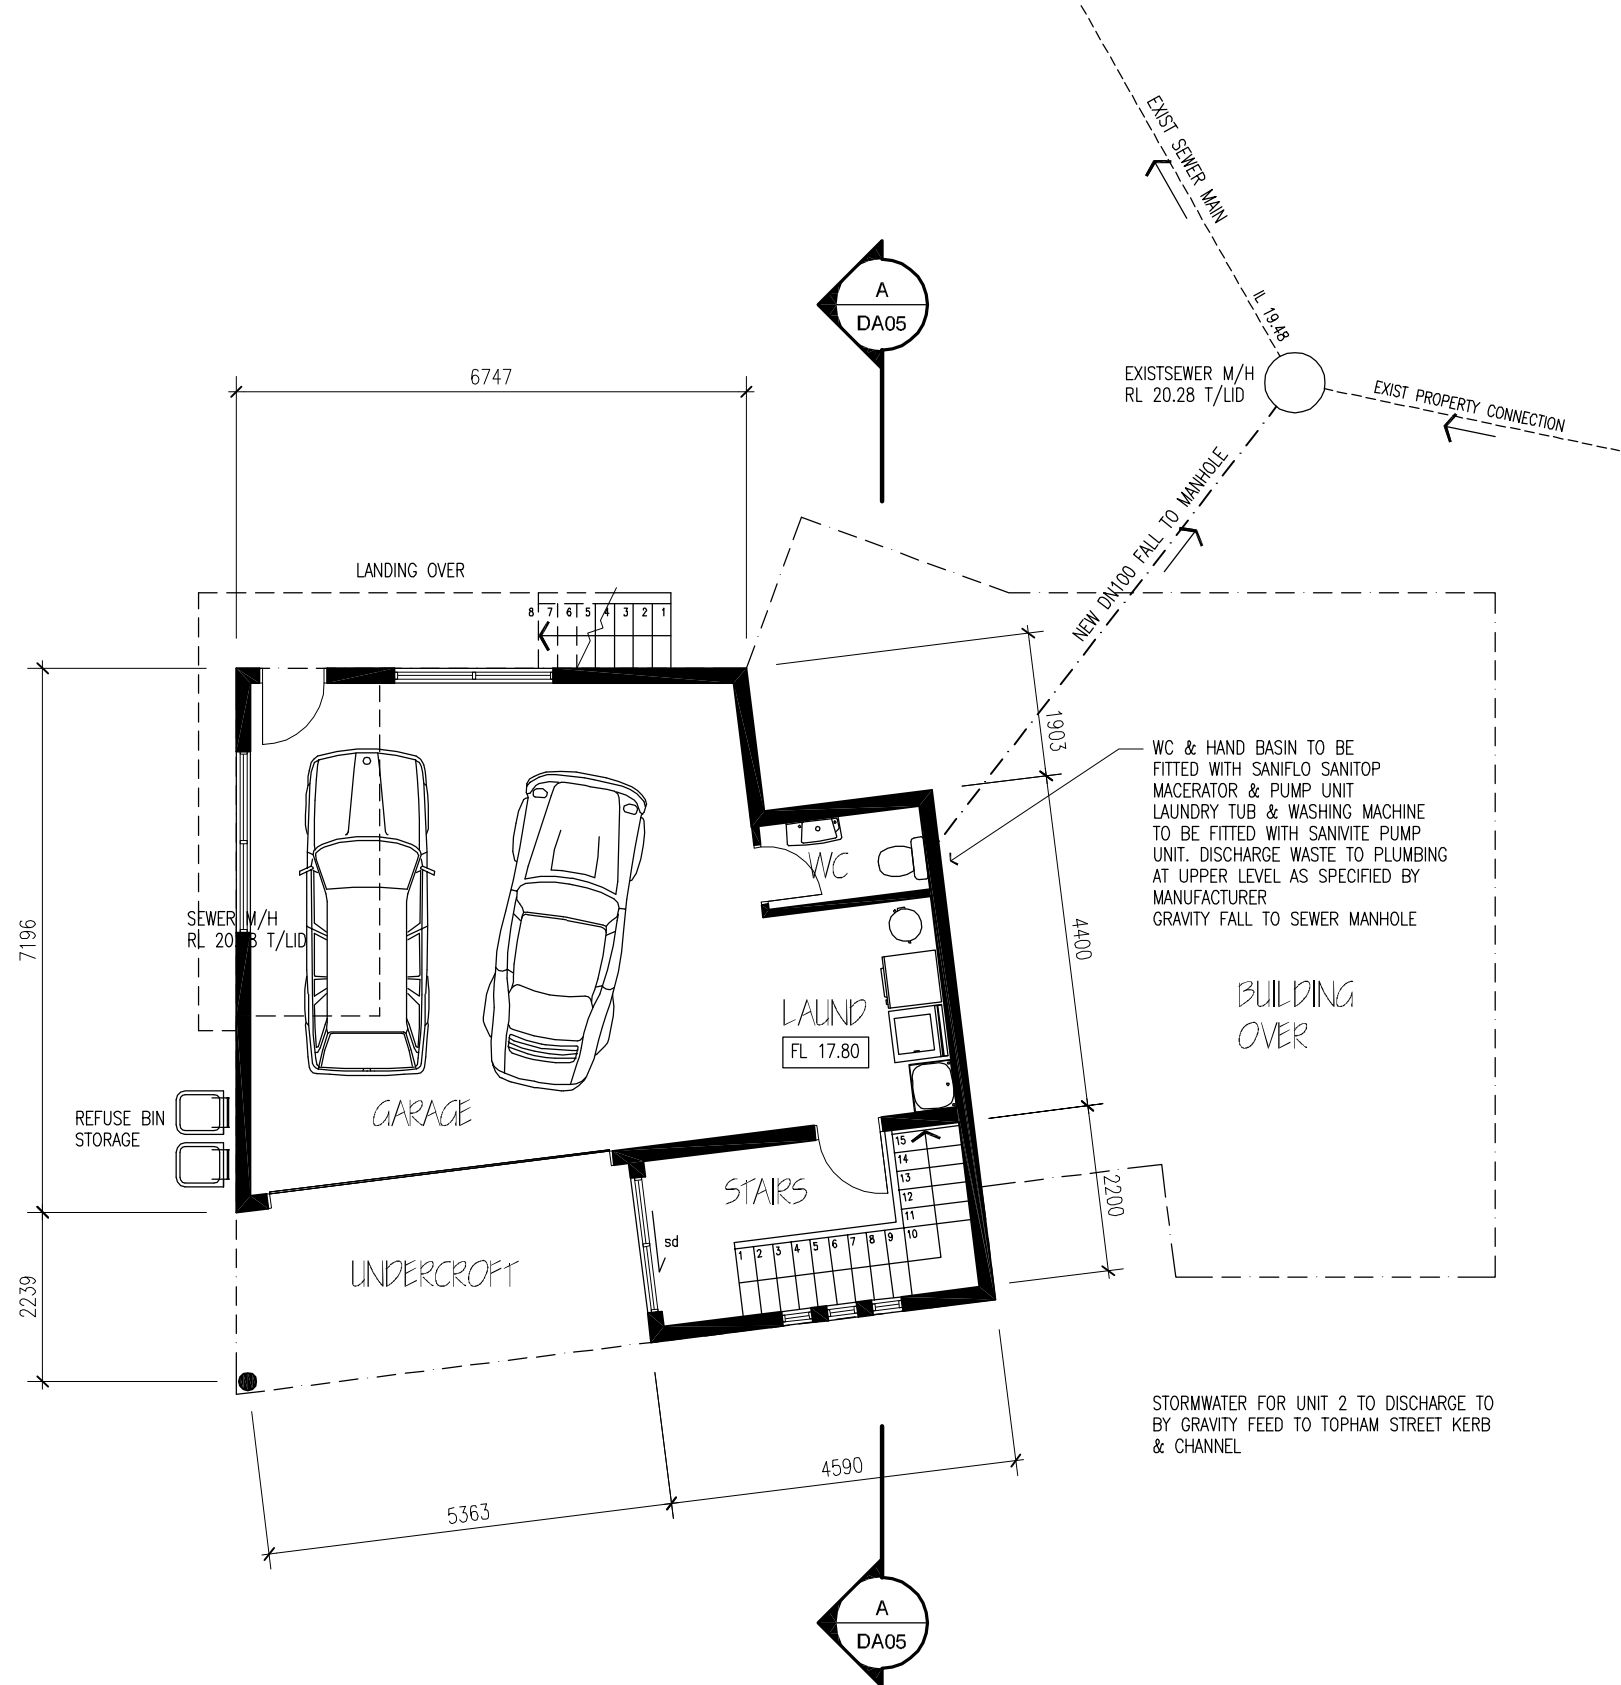 EXIST SEWER MAIN
A
DA05
IL 19.48
6747
EXISTSEWER M/H
RL 20.28 T/LID
EXIST PROPERTY CONNECTION
NEW DN100 FALL TO MANHOLE
LANDING OVER
8 7 6 5 4 3 2 1
1903
WC & HAND BASIN TO BE
FITTED WITH SANIFLO SANITOP
MACERATOR & PUMP UNIT
LAUNDRY TUB & WASHING MACHINE
TO BE FITTED WITH SANIVITE PUMP
UNIT. DISCHARGE WASTE TO PLUMBING
AT UPPER LEVEL AS SPECIFIED BY
MANUFACTURER
GRAVITY FALL TO SEWER MANHOLE
WC
7196
SEWER M/H
RL 20.28 T/LID
4400
LAUND
FL 17.80
BUILDING
OVER
REFUSE BIN
STORAGE
GARAGE
15
14
13
12
11
10
STAIRS
2200
sd
1 2 3 4 5 6 7 8 9
UNDERCROFT
2239
STORMWATER FOR UNIT 2 TO DISCHARGE TO
BY GRAVITY FEED TO TOPHAM STREET KERB
& CHANNEL
4590
5363
A
DA05